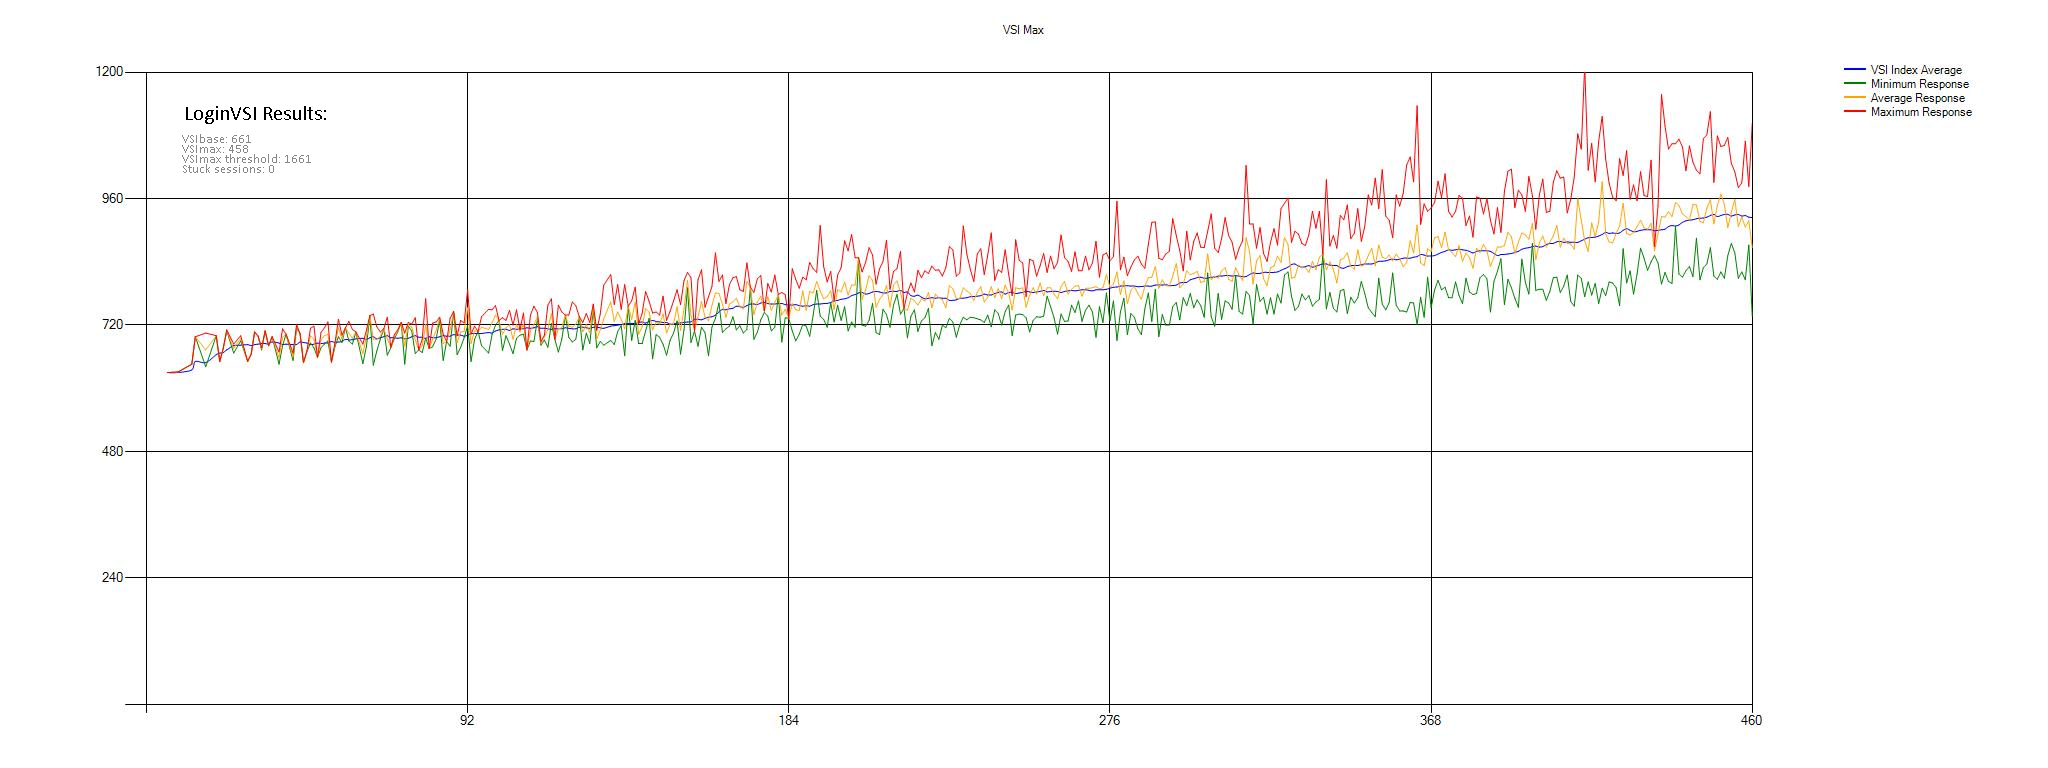 VSI Max
1200
960
720
480
240
LoginVSI Results:
VSIbase: 661
VSImax: 458
VSImax threshold: 1661
Stuck sessions: 0
VSI Index Average
Minimum Response
Average Response
Maximum Response
92 184 276 368 460